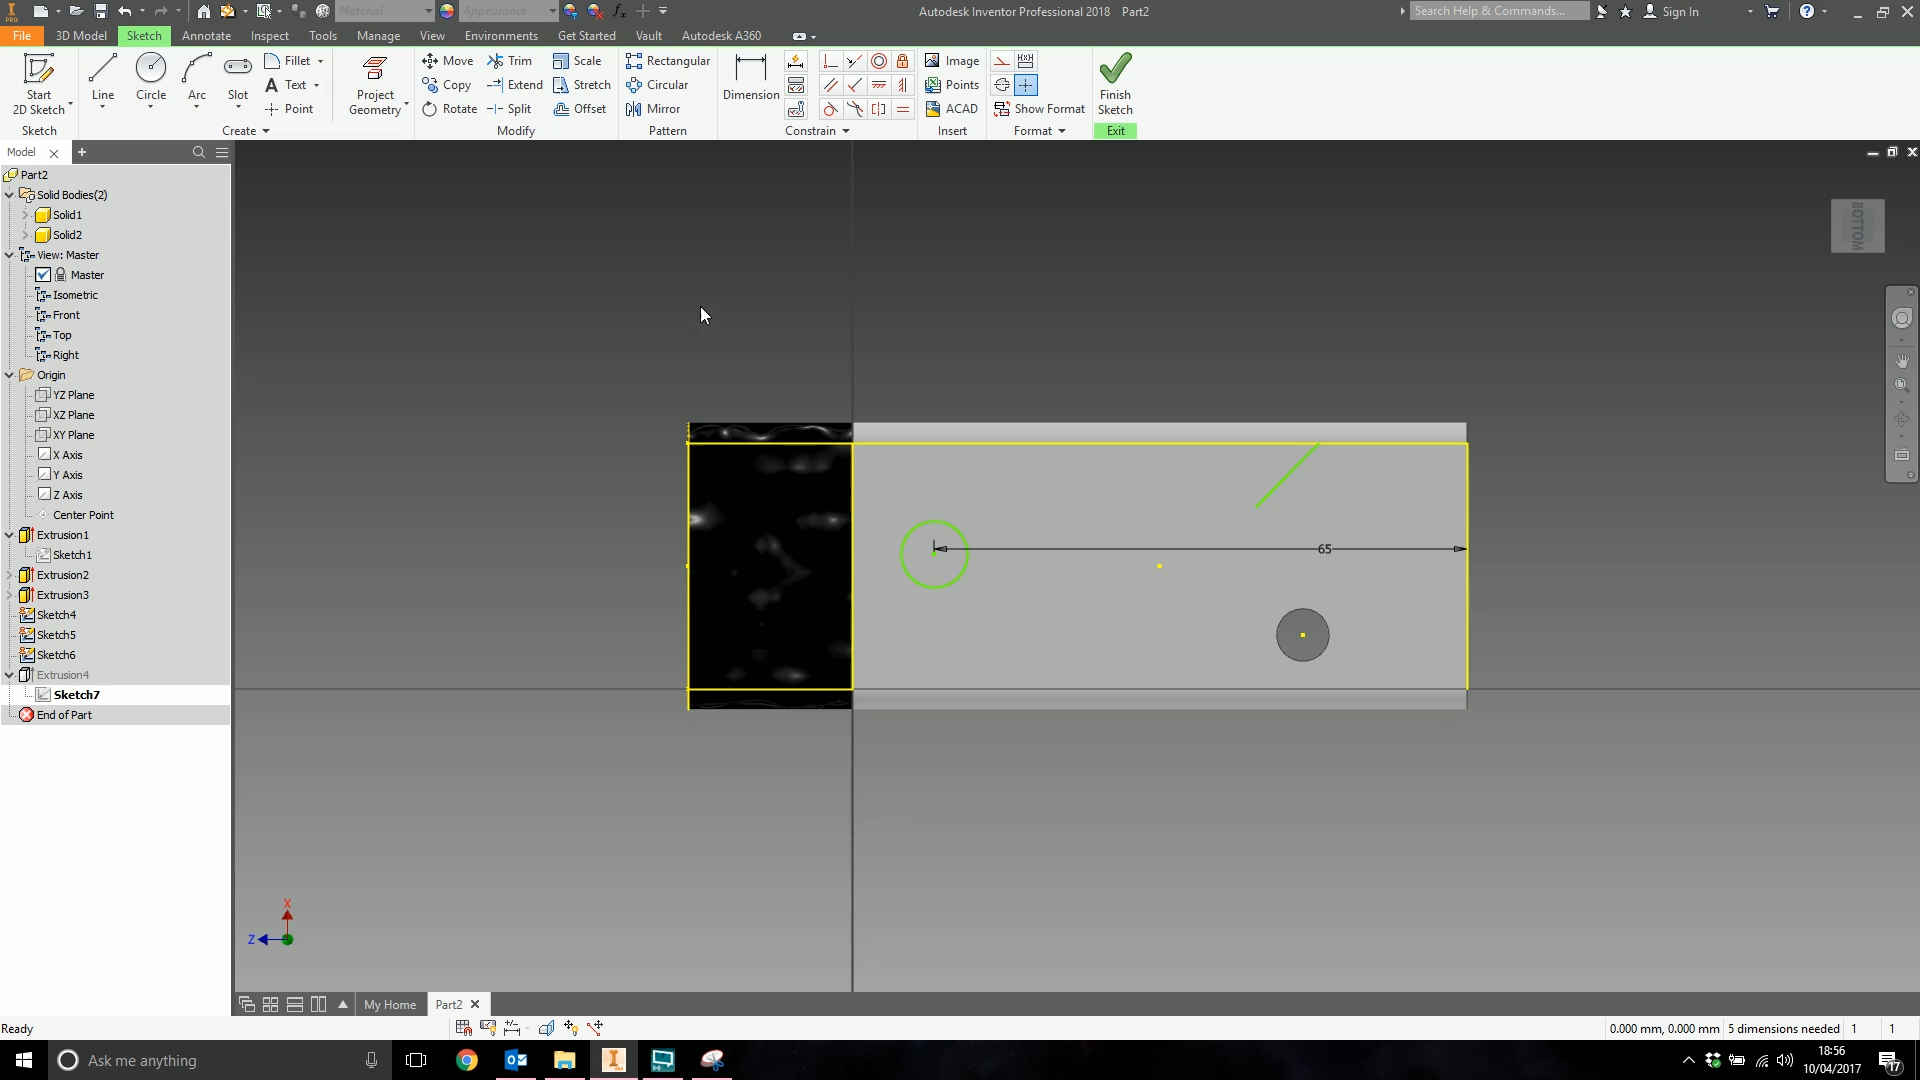 PRO
Material
Appearance
fx
Autodesk Inventor Professional 2018 Part2
Search Help & Commands...
Sign In
File
3D Model
Sketch
Annotate
Inspect
Tools
Manage
View
Environments
Get Started
Vault
Autodesk A360
Start
2D Sketch
Line
Circle
Arc
Slot
Fillet
Text
Point
Project
Geometry
Move
Copy
Rotate
Trim
Extend
Split
Scale
Stretch
Offset
Rectangular
Circular
Mirror
Dimension
Image
Points
ACAD
Show Format
Finish
Sketch
Sketch
Create
Modify
Pattern
Constrain
Insert
Format
Exit
Model
Part2
Solid Bodies(2)
Solid1
Solid2
View: Master
Master
Isometric
Front
Top
Right
Origin
YZ Plane
XZ Plane
XY Plane
X Axis
Y Axis
Z Axis
Center Point
Extrusion1
Sketch1
Extrusion2
Extrusion3
Sketch4
Sketch5
Sketch6
Extrusion4
Sketch7
End of Part
BOTTOM
65
X
Z
My Home
Part2
Ready
0.000 mm, 0.000 mm
5 dimensions needed
1
1
Ask me anything
18:56
10/04/2017
17